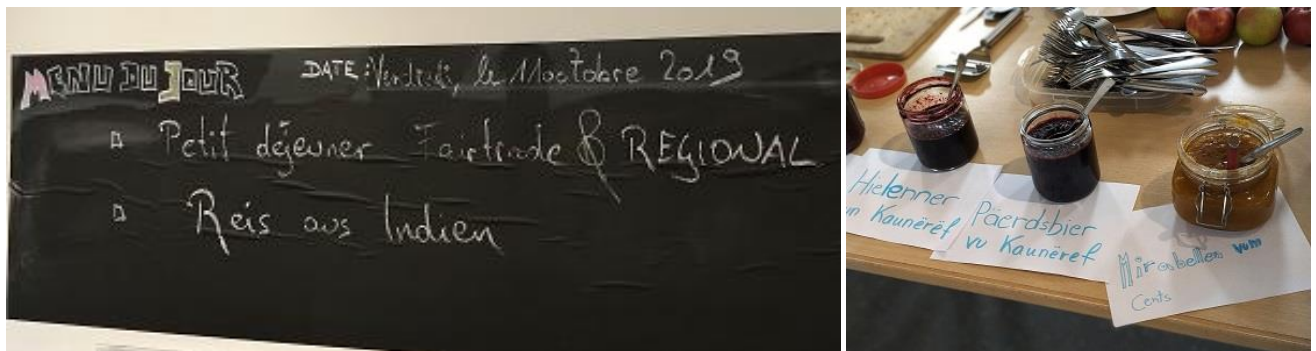 MENU DU JOUR DATE: Vendredi, le 11 octobre 2019
Petit déjeuner Fairtrade & REGIONAL
Reis aus Indien
Hielenner
un Kaunëref
Päerdsbier
vu Kaunëref
Mirabellen vum
Cents